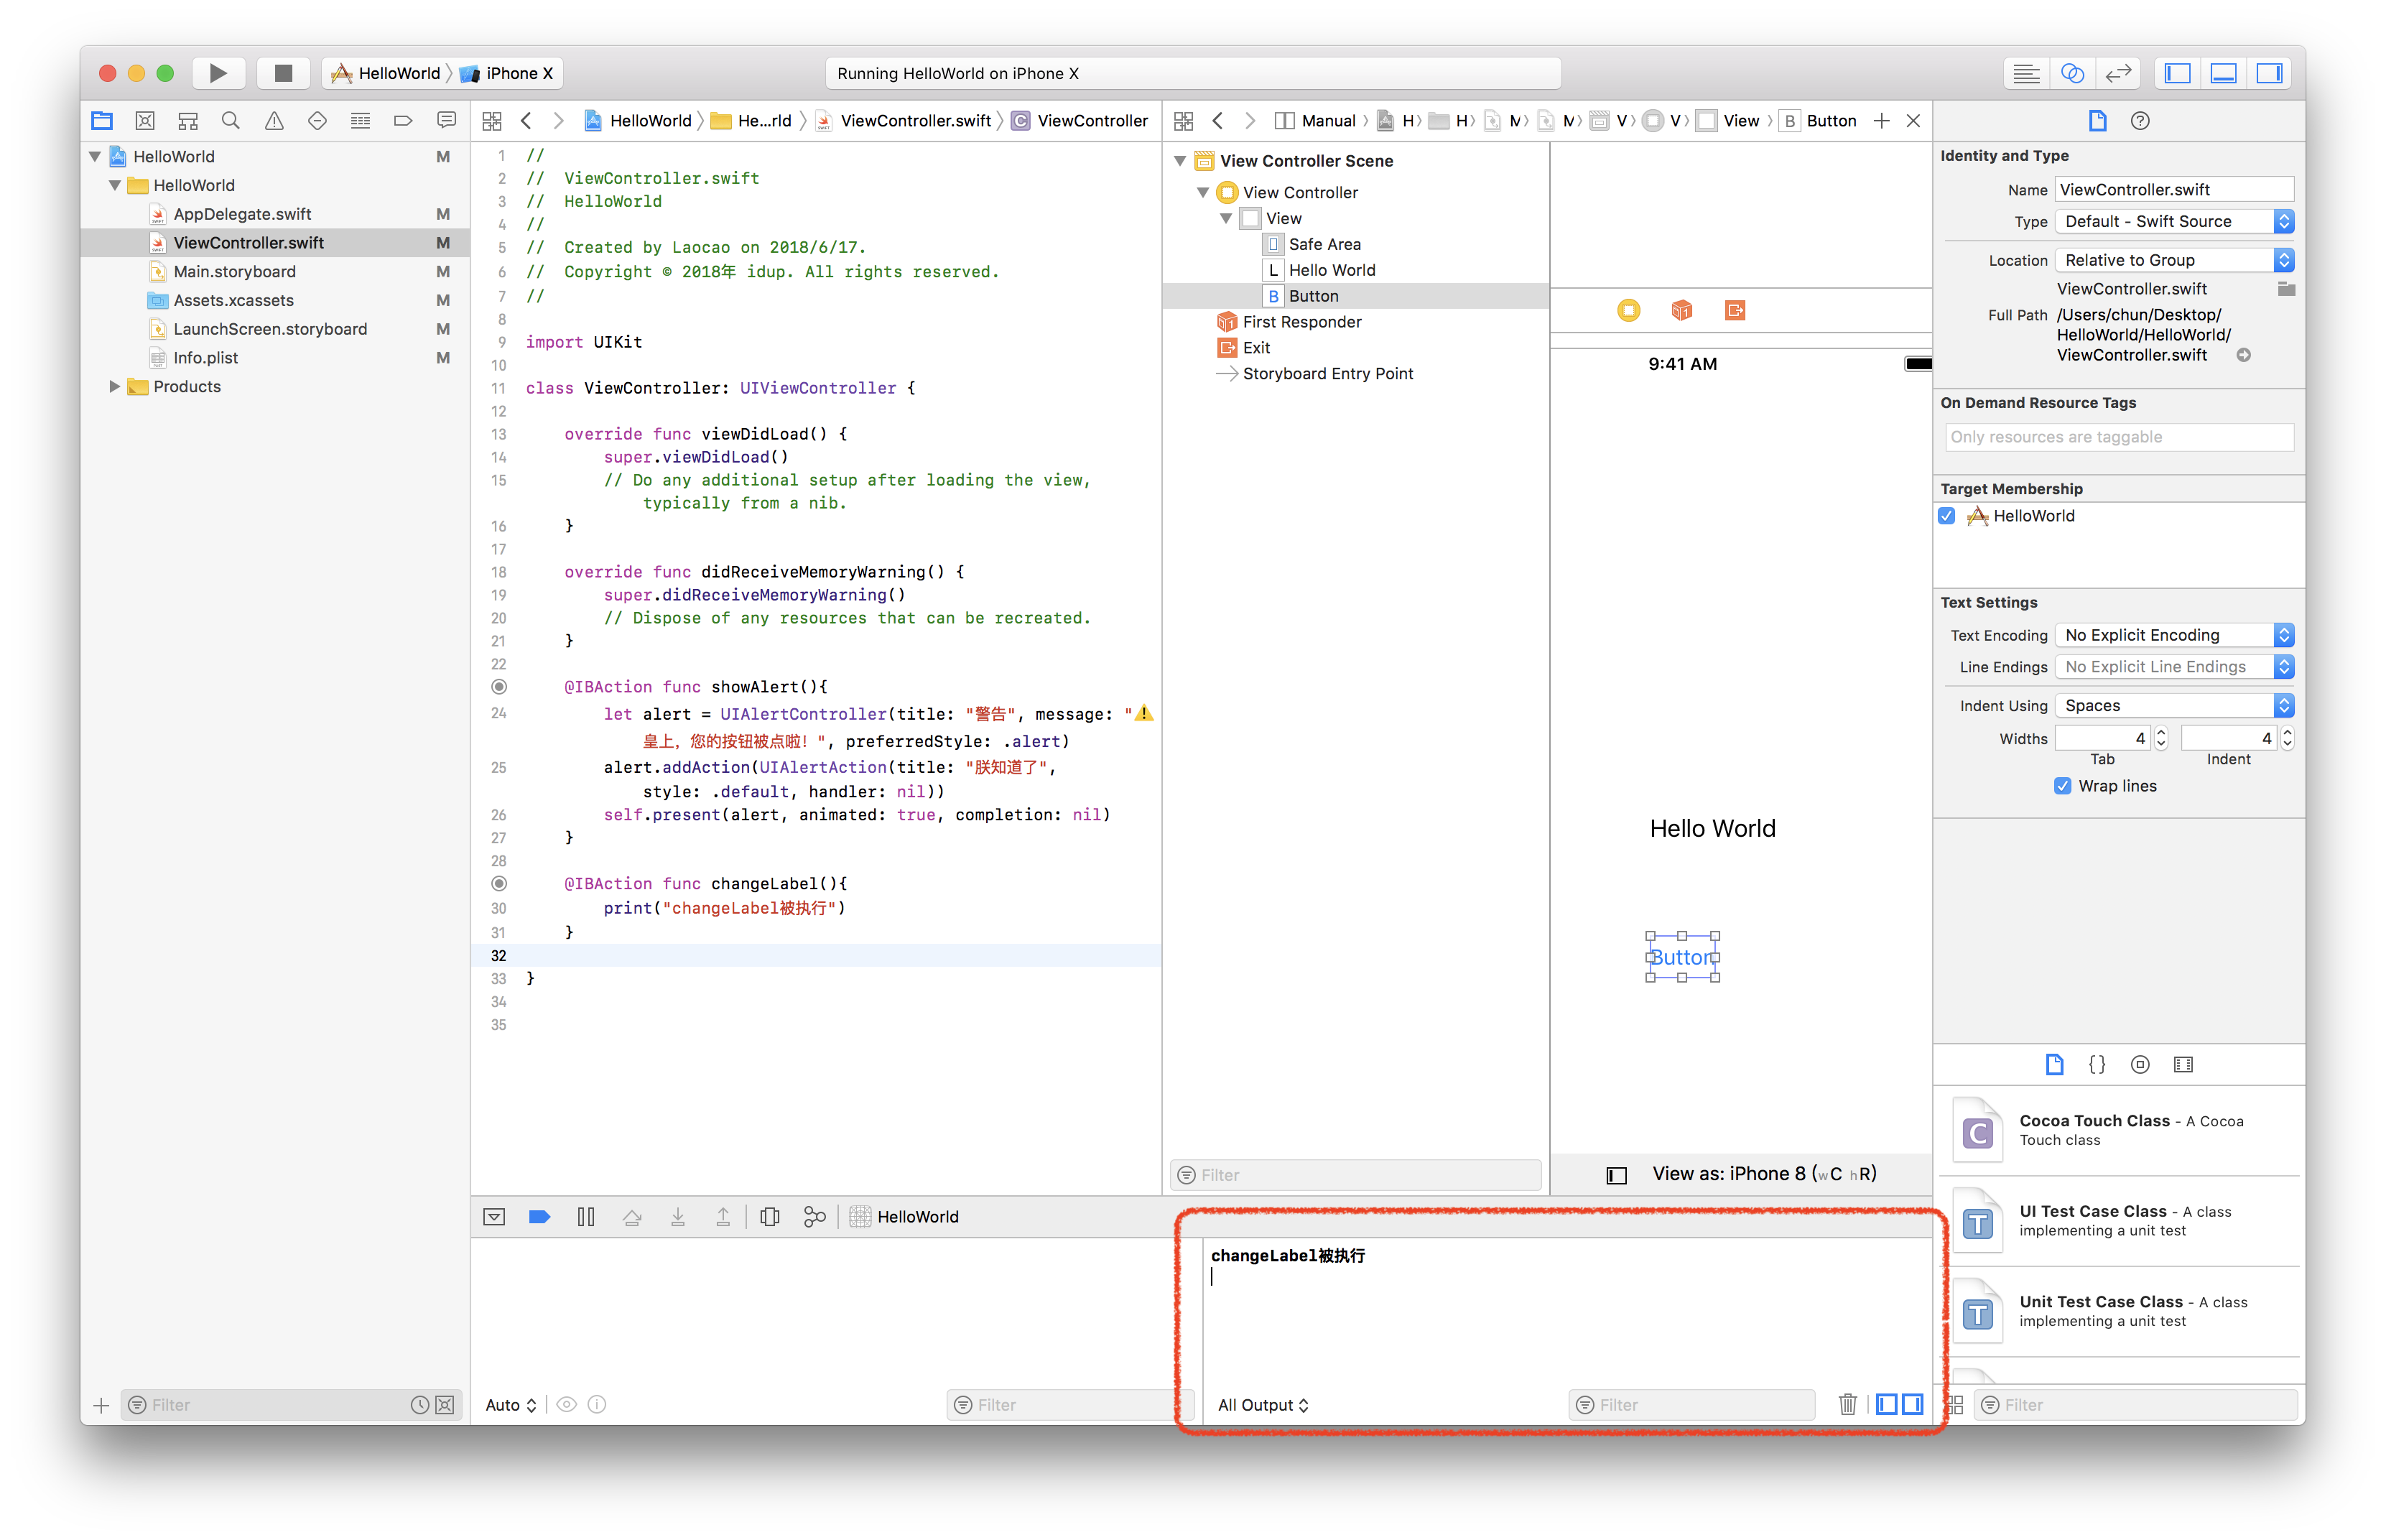 HelloWorld 〉 iPhone X
Running HelloWorld on iPhone X
HelloWorld M
HelloWorld
AppDelegate.swift M
ViewController.swift M
Main.storyboard M
Assets.xcassets M
LaunchScreen.storyboard M
Info.plist M
Products
Filter
HelloWorld 〉 He...rld 〉 ViewController.swift 〉 C ViewController
1 //
2 //  ViewController.swift
3 //  HelloWorld
4 //
5 //  Created by Laocao on 2018/6/17.
6 //  Copyright © 2018年 idup. All rights reserved.
7 //
8
9 import UIKit
10
11 class ViewController: UIViewController {
12
13     override func viewDidLoad() {
14         super.viewDidLoad()
15         // Do any additional setup after loading the view,
typically from a nib.
16     }
17
18     override func didReceiveMemoryWarning() {
19         super.didReceiveMemoryWarning()
20         // Dispose of any resources that can be recreated.
21     }
22
@IBAction func showAlert(){
24         let alert = UIAlertController(title: "警告", message: "⚠️
皇上，您的按钮被点啦！", preferredStyle: .alert)
25         alert.addAction(UIAlertAction(title: "朕知道了",
style: .default, handler: nil))
26         self.present(alert, animated: true, completion: nil)
27     }
28
@IBAction func changeLabel(){
30         print("changeLabel被执行")
31     }
32
33 }
34
35
Manual 〉 H 〉 H 〉 M 〉 M 〉 V 〉 V 〉 View 〉 B Button
View Controller Scene
View Controller
View
Safe Area
L Hello World
B Button
First Responder
Exit
Storyboard Entry Point
Filter
9:41 AM
Hello World
Button
View as: iPhone 8 (wC hR)
HelloWorld
Auto
Filter
changeLabel被执行
All Output
Filter
Identity and Type
Name ViewController.swift
Type Default - Swift Source
Location Relative to Group
ViewController.swift
Full Path /Users/chun/Desktop/
HelloWorld/HelloWorld/
ViewController.swift
On Demand Resource Tags
Only resources are taggable
Target Membership
HelloWorld
Text Settings
Text Encoding No Explicit Encoding
Line Endings No Explicit Line Endings
Indent Using Spaces
Widths 4 4
Tab Indent
Wrap lines
{}
C
Cocoa Touch Class - A Cocoa
Touch class
T
UI Test Case Class - A class
implementing a unit test
T
Unit Test Case Class - A class
implementing a unit test
Filter